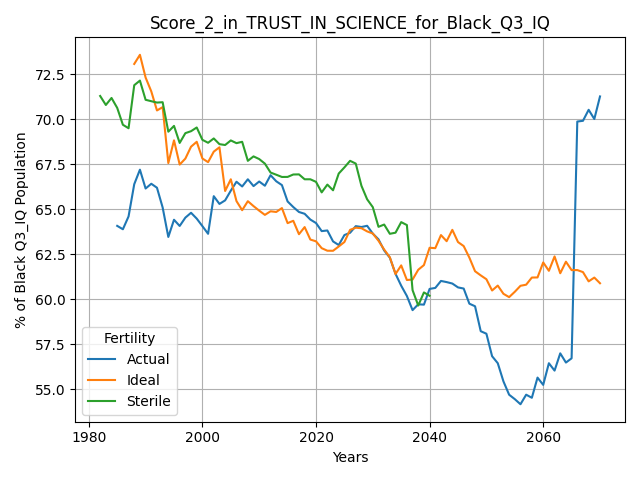 Score_2_in_TRUST_IN_SCIENCE_for_Black_Q3_IQ
% of Black Q3_IQ Population
72.5
70.0
67.5
65.0
62.5
60.0
57.5
55.0
Fertility
Actual
Ideal
Sterile
1980
2000
2020
2040
2060
Years